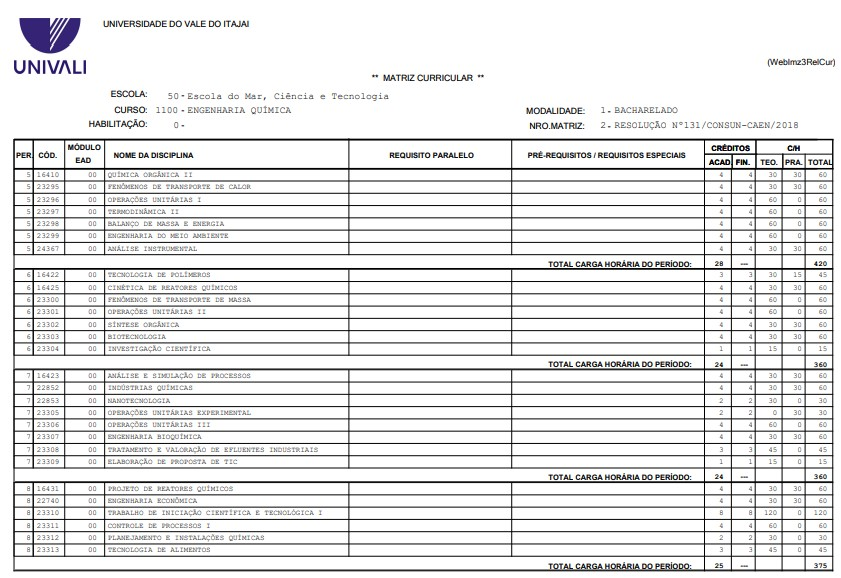 UNIVERSIDADE DO VALE DO ITAJAI
UNIVALI
(WebImz3RelCur)
** MATRIZ CURRICULAR **
ESCOLA: 50 - Escola do Mar, Ciência e Tecnologia
CURSO: 1100 - ENGENHARIA QUÍMICA MODALIDADE: 1 - BACHARELADO
HABILITAÇÃO: 0 - NRO.MATRIZ: 2 - RESOLUÇÃO Nº131/CONSUN-CAEN/2018
PER. CÓD. MÓDULO EAD NOME DA DISCIPLINA REQUISITO PARALELO PRÉ-REQUISITOS / REQUISITOS ESPECIAIS CRÉDITOS C/H
ACAD FIN. TEO. PRA. TOTAL
5 16410 00 QUÍMICA ORGÂNICA II 4 4 30 30 60
5 23295 00 FENÔMENOS DE TRANSPORTE DE CALOR 4 4 30 30 60
5 23296 00 OPERAÇÕES UNITÁRIAS I 4 4 60 0 60
5 23297 00 TERMODINÂMICA II 4 4 60 0 60
5 23298 00 BALANÇO DE MASSA E ENERGIA 4 4 60 0 60
5 23299 00 ENGENHARIA DO MEIO AMBIENTE 4 4 60 0 60
5 24367 00 ANÁLISE INSTRUMENTAL 4 4 30 30 60
TOTAL CARGA HORÁRIA DO PERÍODO: 28 --- 420
6 16422 00 TECNOLOGIA DE POLÍMEROS 3 3 30 15 45
6 16425 00 CINÉTICA DE REATORES QUÍMICOS 4 4 30 30 60
6 23300 00 FENÔMENOS DE TRANSPORTE DE MASSA 4 4 60 0 60
6 23301 00 OPERAÇÕES UNITÁRIAS II 4 4 60 0 60
6 23302 00 SÍNTESE ORGÂNICA 4 4 30 30 60
6 23303 00 BIOTECNOLOGIA 4 4 30 30 60
6 23304 00 INVESTIGAÇÃO CIENTÍFICA 1 1 15 0 15
TOTAL CARGA HORÁRIA DO PERÍODO: 24 --- 360
7 16423 00 ANÁLISE E SIMULAÇÃO DE PROCESSOS 4 4 30 30 60
7 22852 00 INDÚSTRIAS QUÍMICAS 4 4 30 30 60
7 22853 00 NANOTECNOLOGIA 2 2 30 0 30
7 23305 00 OPERAÇÕES UNITÁRIAS EXPERIMENTAL 2 2 0 30 30
7 23306 00 OPERAÇÕES UNITÁRIAS III 4 4 60 0 60
7 23307 00 ENGENHARIA BIOQUÍMICA 4 4 30 30 60
7 23308 00 TRATAMENTO E VALORAÇÃO DE EFLUENTES INDUSTRIAIS 3 3 45 0 45
7 23309 00 ELABORAÇÃO DE PROPOSTA DE TIC 1 1 15 0 15
TOTAL CARGA HORÁRIA DO PERÍODO: 24 --- 360
8 16431 00 PROJETO DE REATORES QUÍMICOS 4 4 30 30 60
8 22740 00 ENGENHARIA ECONÔMICA 4 4 30 30 60
8 23310 00 TRABALHO DE INICIAÇÃO CIENTÍFICA E TECNOLÓGICA I 8 8 120 0 120
8 23311 00 CONTROLE DE PROCESSOS I 4 4 60 0 60
8 23312 00 PLANEJAMENTO E INSTALAÇÕES QUÍMICAS 2 2 30 0 30
8 23313 00 TECNOLOGIA DE ALIMENTOS 3 3 45 0 45
TOTAL CARGA HORÁRIA DO PERÍODO: 25 --- 375